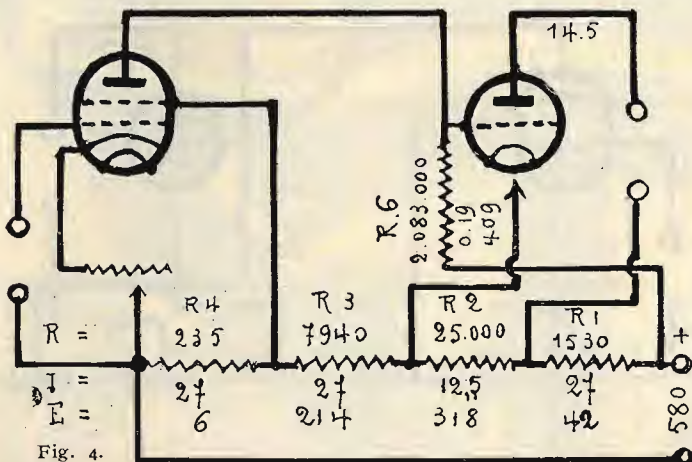 14.5
R.6
2.083.000
0.19
409
R4 R3 R2 R1
R = 235 7940 25.000 1530
I = 27 27 12,5 27
E = 6 214 318 42
+
580
Fig. 4.